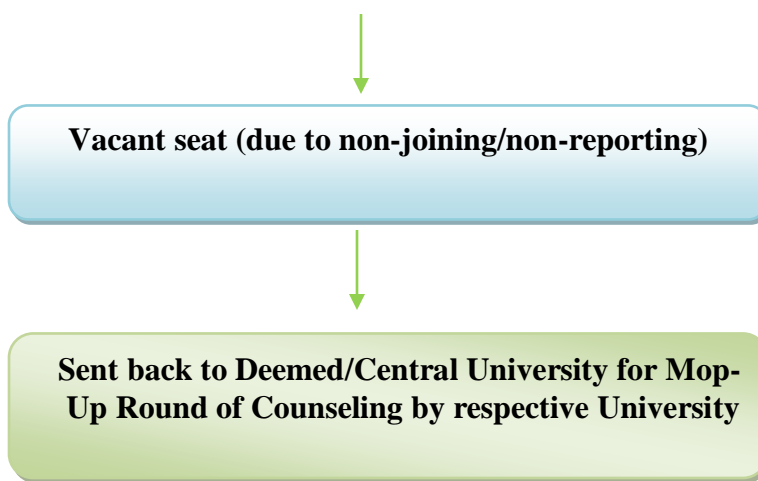 Vacant seat (due to non-joining/non-reporting)
Sent back to Deemed/Central University for Mop-
Up Round of Counseling by respective University